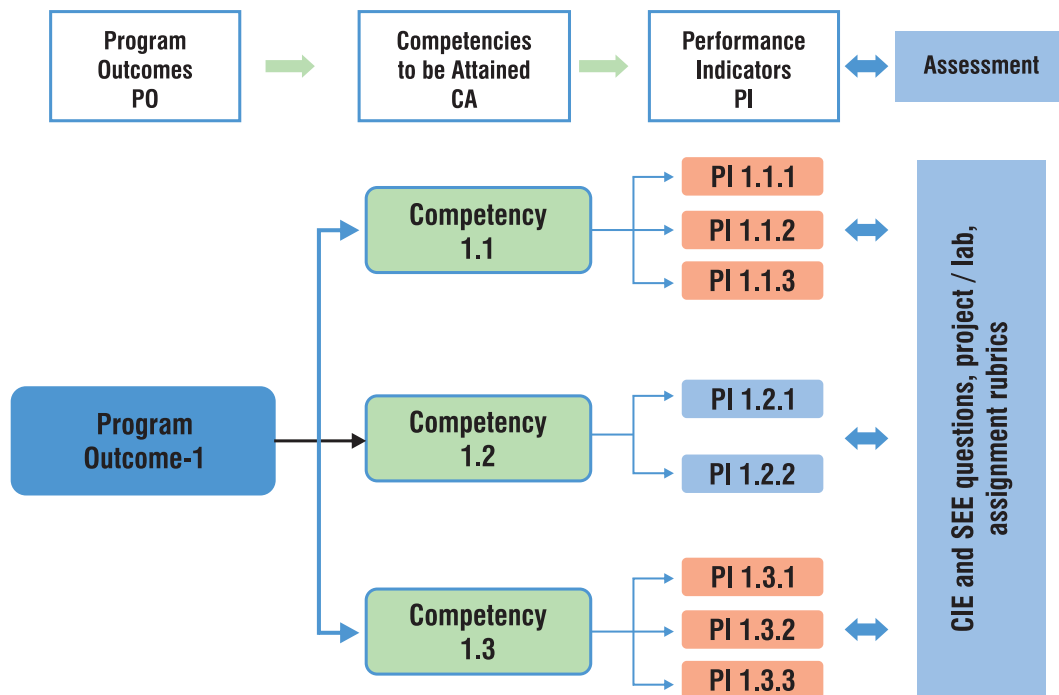 Program
Outcomes
PO
Competencies
to be Attained
CA
Performance
Indicators
PI
Assessment
Program
Outcome-1
Competency
1.1
PI 1.1.1
PI 1.1.2
PI 1.1.3
Competency
1.2
PI 1.2.1
PI 1.2.2
Competency
1.3
PI 1.3.1
PI 1.3.2
PI 1.3.3
CIE and SEE questions, project / lab,
assignment rubrics